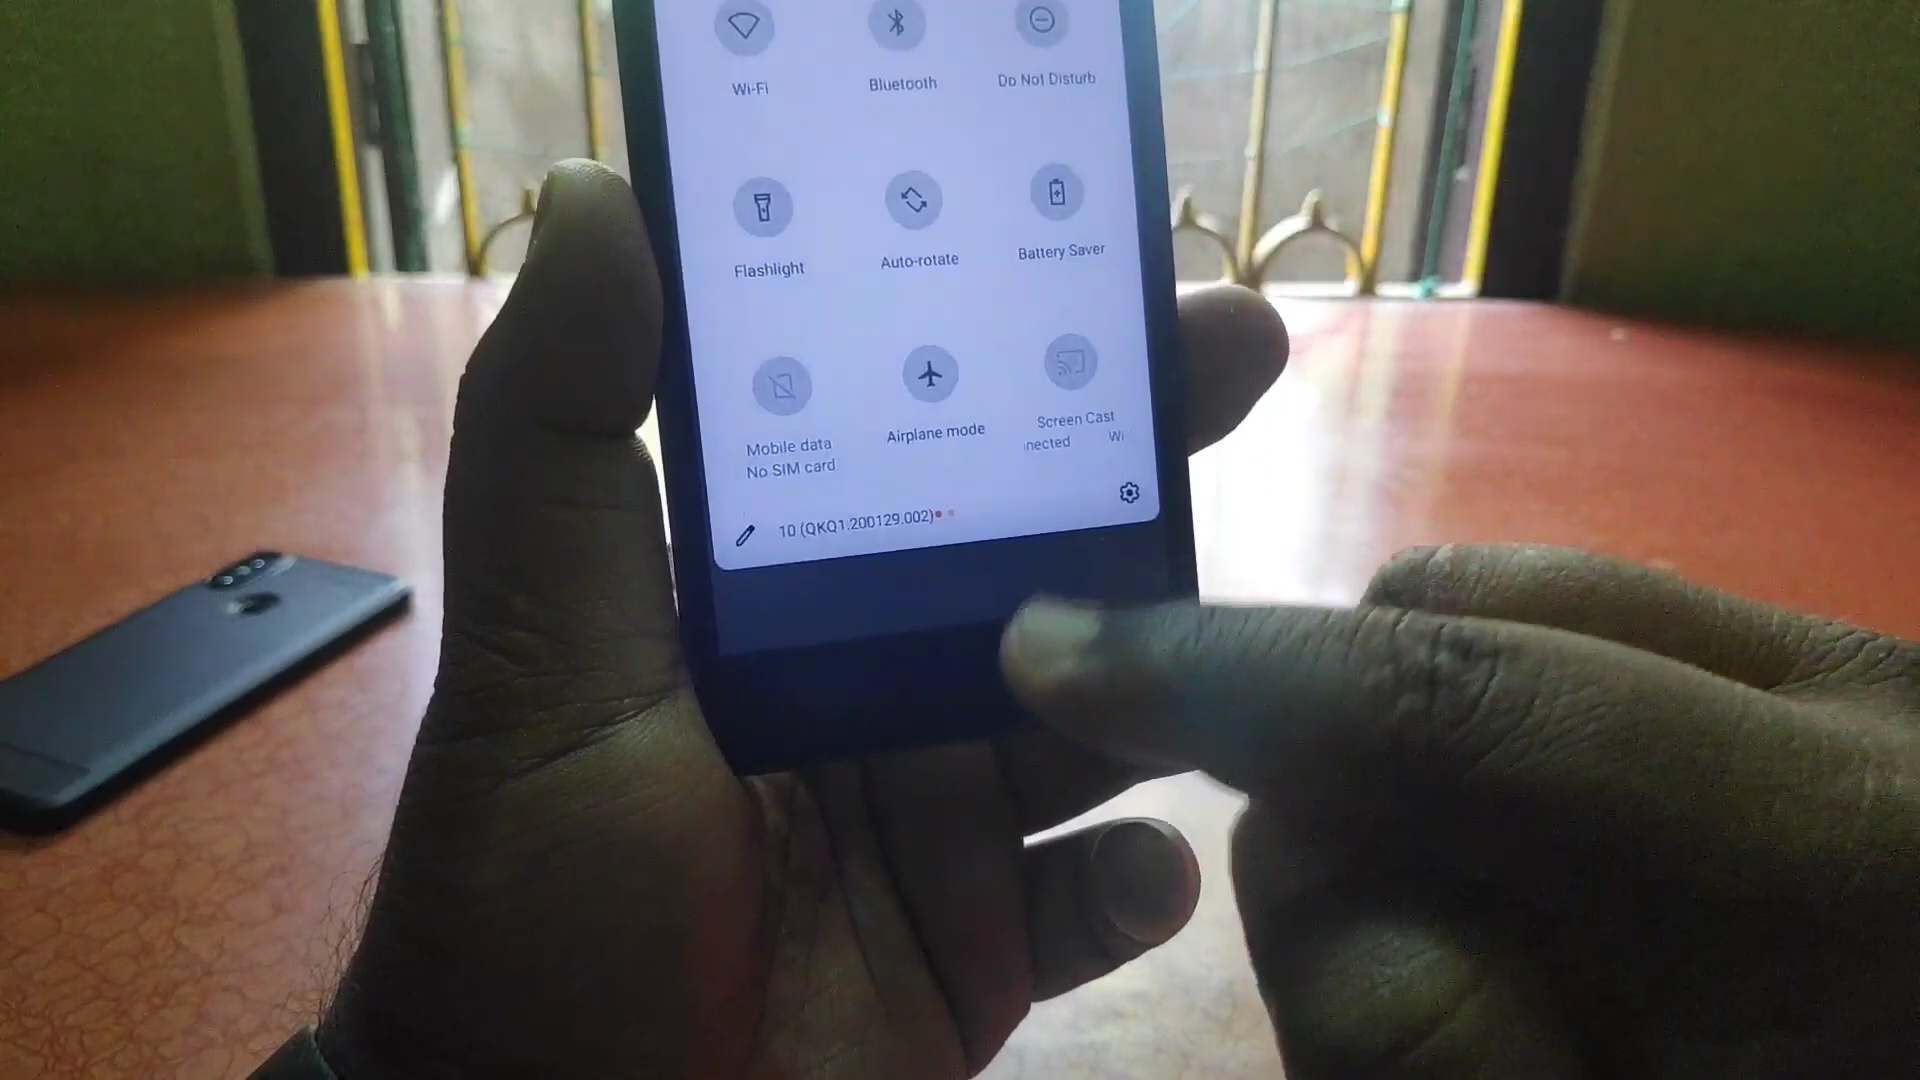 Wi-Fi
Bluetooth
Do Not Disturb
Flashlight
Auto-rotate
Battery Saver
Mobile data
No SIM card
Airplane mode
Screen Cast
nected Wi
10 (QKQ1.200129.002)